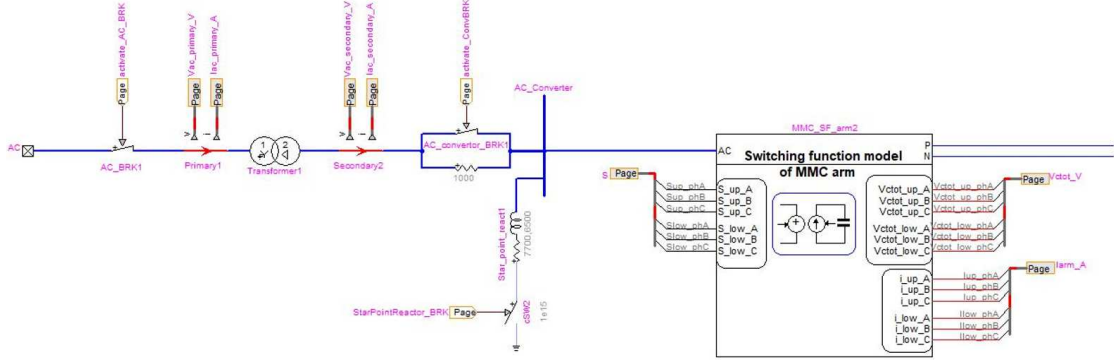 activate_AC_BRK
Page
Vac_primary_V
Page
Iac_primary_A
Page
Vac_secondary_V
Page
Iac_secondary_A
Page
activate_ConvBRK
Page
AC_Converter
AC
AC_BRK1
v
i
Primary1
1
2
Transformer1
v
i
Secondary2
AC_convertor_BRK1
1000
Star_point_react1
7700,6500
StarPointReactor_BRK
Page
cSW2
1e15
MMC_SF_arm2
AC
P
N
Switching function model
of MMC arm
S
Page
Sup_phA
Sup_phB
Sup_phC
Slow_phA
Slow_phB
Slow_phC
S_up_A
S_up_B
S_up_C
S_low_A
S_low_B
S_low_C
Vctot_up_A
Vctot_up_B
Vctot_up_C
Vctot_low_A
Vctot_low_B
Vctot_low_C
Vctot_up_phA
Vctot_up_phB
Vctot_up_phC
Vctot_low_phA
Vctot_low_phB
Vctot_low_phC
Page
Vctot_V
i_up_A
i_up_B
i_up_C
i_low_A
i_low_B
i_low_C
Iup_phA
Iup_phB
Iup_phC
Ilow_phA
Ilow_phB
Ilow_phC
Page
Iarm_A